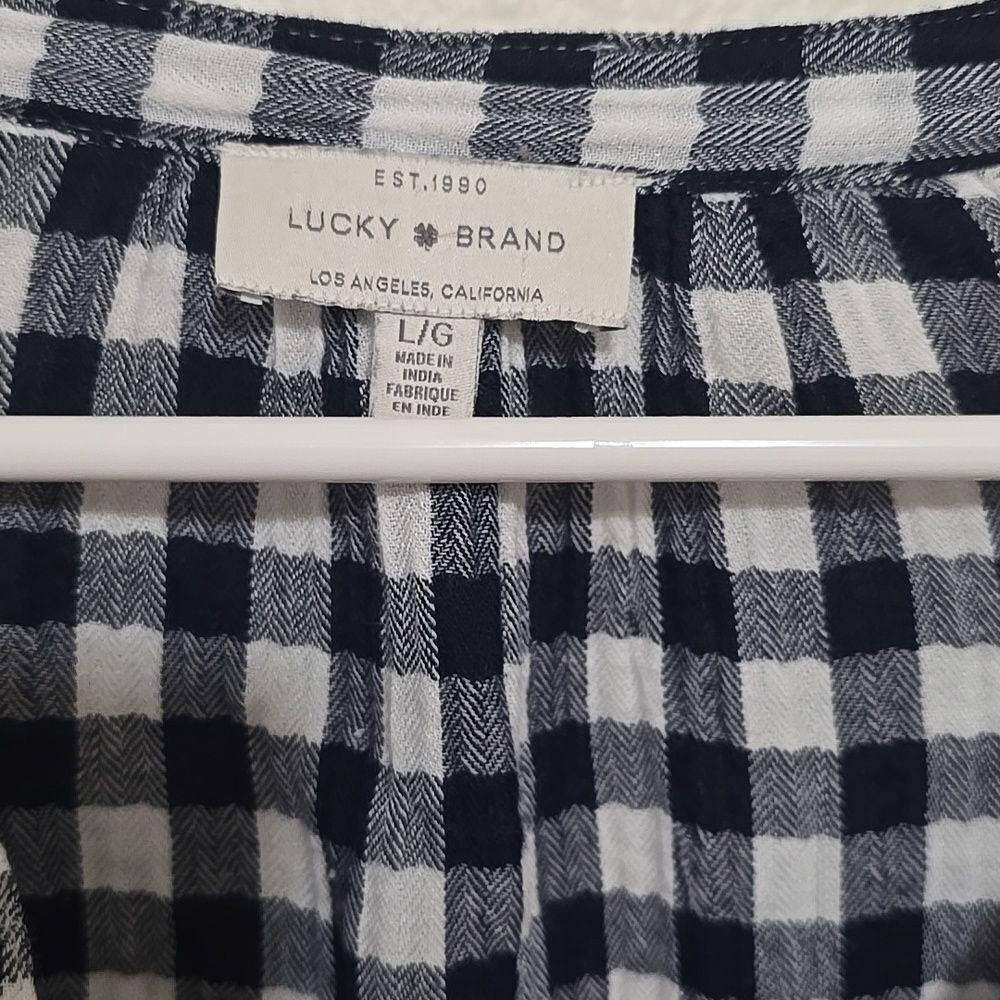 EST.1990
LUCKY BRAND
LOS ANGELES, CALIFORNIA
L/G
MADE IN
INDIA
FABRIQUE
EN INDE